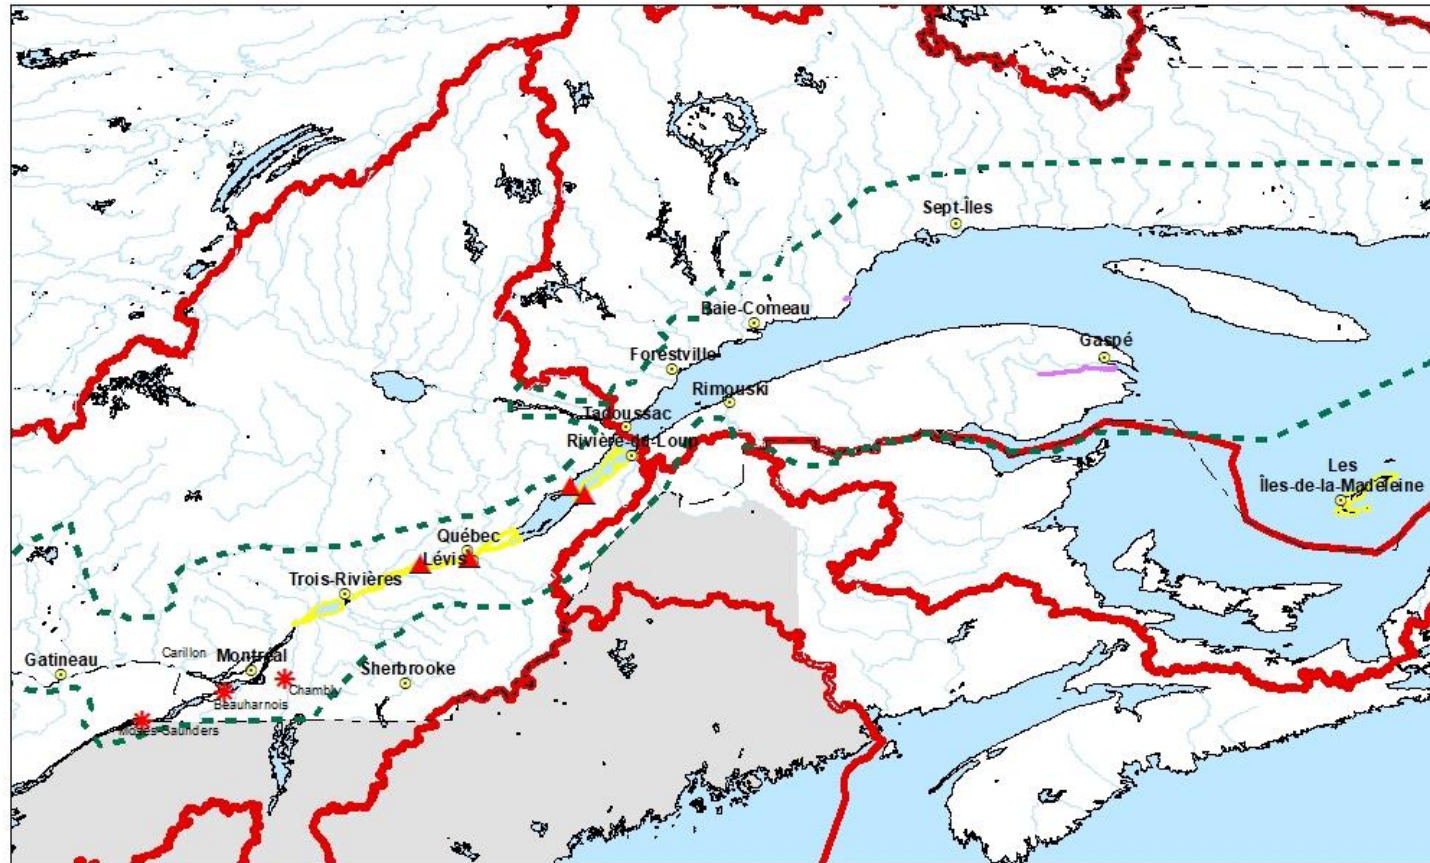 Sept-Îles
Baie-Comeau
Gaspé
Forestville
Rimouski
Tadoussac
Rivière-du-Loup
Les
Îles-de-la-Madeleine
Québec
Lévis
Trois-Rivières
Carillon
Montréal
Gatineau
Sherbrooke
Chambly
Beauharnois
Moses Saunders